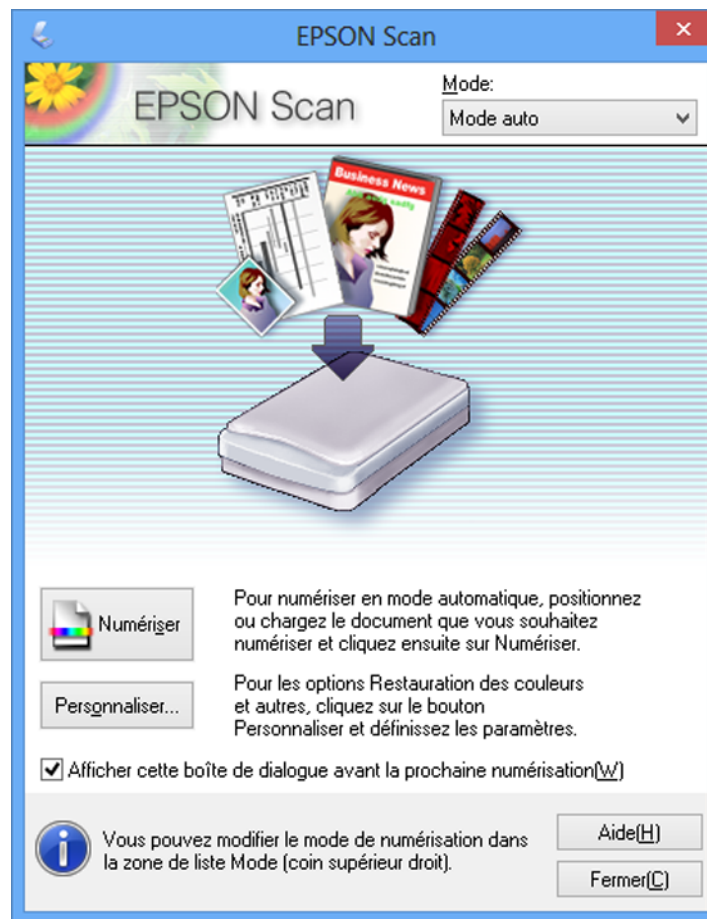 EPSON Scan
EPSON Scan
Mode:
Mode auto
Business News
Numériser
Pour numériser en mode automatique, positionnez
ou chargez le document que vous souhaitez
numériser et cliquez ensuite sur Numériser.
Personnaliser...
Pour les options Restauration des couleurs
et autres, cliquez sur le bouton
Personnaliser et définissez les paramètres.
Afficher cette boîte de dialogue avant la prochaine numérisation(W)
Vous pouvez modifier le mode de numérisation dans
la zone de liste Mode (coin supérieur droit).
Aide(H)
Fermer(C)